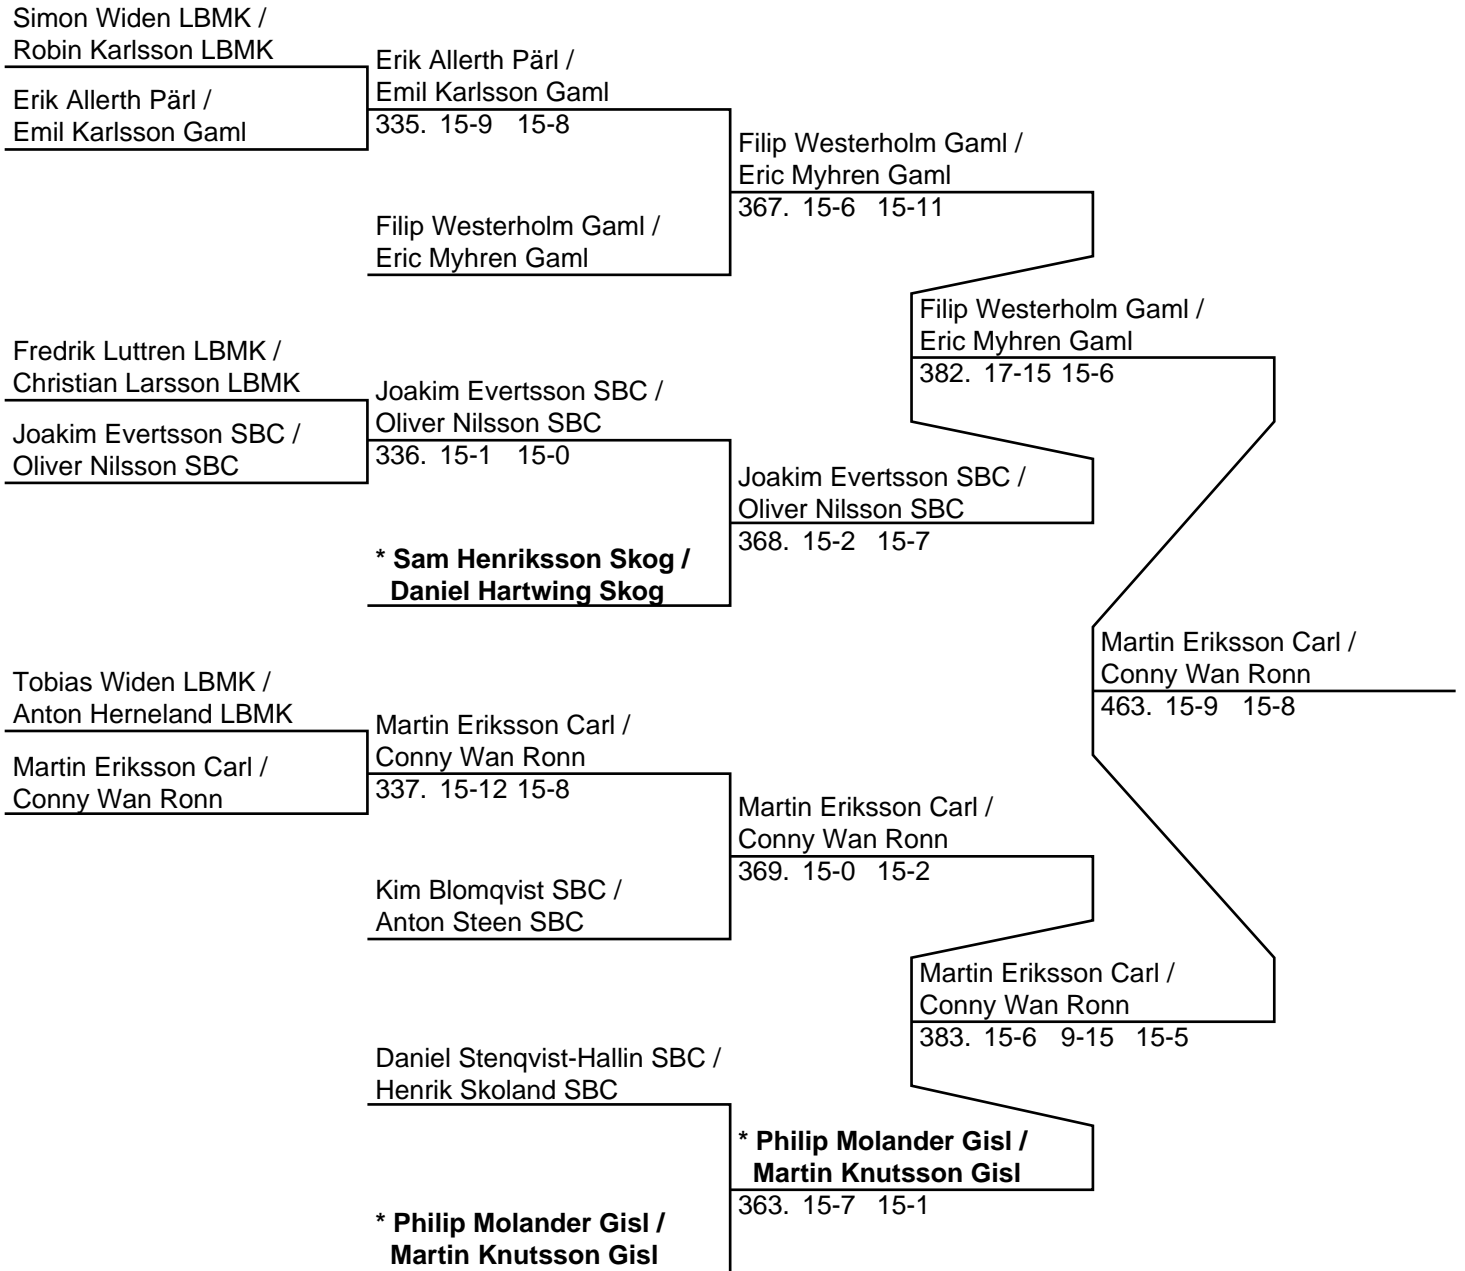 Simon Widen LBMK /
Robin Karlsson LBMK
Erik Allerth Pärl /
Emil Karlsson Gaml
Erik Allerth Pärl /
Emil Karlsson Gaml
335. 15-9 15-8
Filip Westerholm Gaml /
Eric Myhren Gaml
367. 15-6 15-11
Filip Westerholm Gaml /
Eric Myhren Gaml
Filip Westerholm Gaml /
Eric Myhren Gaml
382. 17-15 15-6
Fredrik Luttren LBMK /
Christian Larsson LBMK
Joakim Evertsson SBC /
Oliver Nilsson SBC
Joakim Evertsson SBC /
Oliver Nilsson SBC
336. 15-1 15-0
Joakim Evertsson SBC /
Oliver Nilsson SBC
368. 15-2 15-7
* Sam Henriksson Skog /
Daniel Hartwing Skog
Martin Eriksson Carl /
Conny Wan Ronn
463. 15-9 15-8
Tobias Widen LBMK /
Anton Herneland LBMK
Martin Eriksson Carl /
Conny Wan Ronn
Martin Eriksson Carl /
Conny Wan Ronn
337. 15-12 15-8
Martin Eriksson Carl /
Conny Wan Ronn
369. 15-0 15-2
Kim Blomqvist SBC /
Anton Steen SBC
Martin Eriksson Carl /
Conny Wan Ronn
383. 15-6 9-15 15-5
Daniel Stenqvist-Hallin SBC /
Henrik Skoland SBC
* Philip Molander Gisl /
Martin Knutsson Gisl
363. 15-7 15-1
* Philip Molander Gisl /
Martin Knutsson Gisl